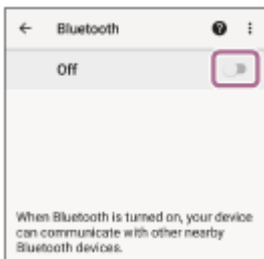 Bluetooth
Off
When Bluetooth is turned on, your device
can communicate with other nearby
Bluetooth devices.